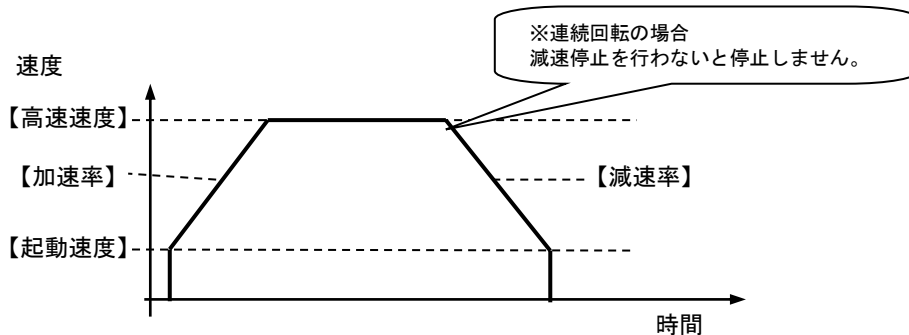 ※連続回転の場合
減速停止を行わないと停止しません。
速度
【高速速度】
【加速率】
【減速率】
【起動速度】
時間